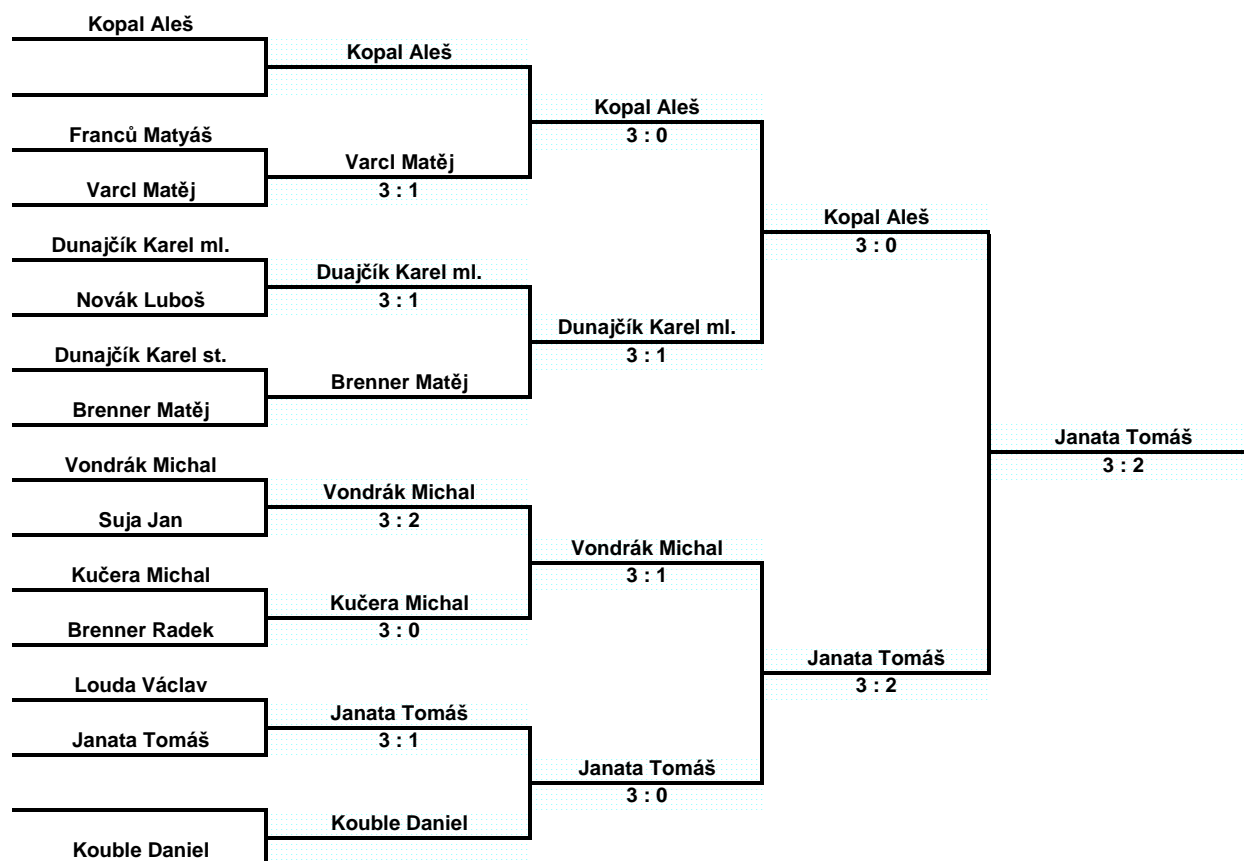 Kopal Aleš
Kopal Aleš
Kopal Aleš
3 : 0
Franců Matyáš
Varcl Matěj
3 : 1
Varcl Matěj
Kopal Aleš
3 : 0
Dunajčík Karel ml.
Duajčík Karel ml.
3 : 1
Novák Luboš
Dunajčík Karel ml.
3 : 1
Dunajčík Karel st.
Brenner Matěj
Brenner Matěj
Janata Tomáš
3 : 2
Vondrák Michal
Vondrák Michal
3 : 2
Suja Jan
Vondrák Michal
3 : 1
Kučera Michal
Kučera Michal
3 : 0
Brenner Radek
Janata Tomáš
3 : 2
Louda Václav
Janata Tomáš
3 : 1
Janata Tomáš
Janata Tomáš
3 : 0
Kouble Daniel
Kouble Daniel